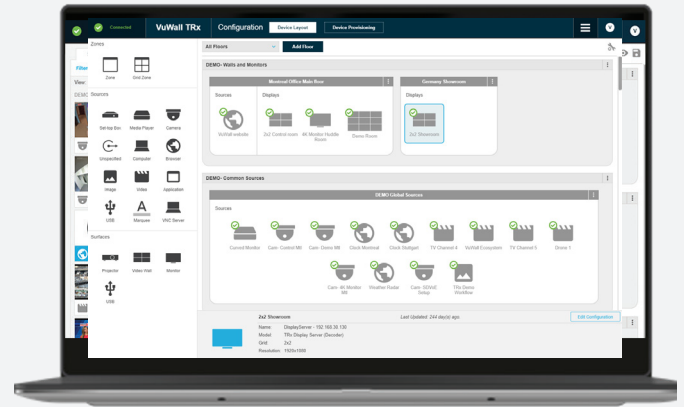 Connected
VuWall TRx
Configuration
Device Layout
Device Provisioning
V
V
Zones
Zone
Grid Zone
Sources
Set-top Box
Media Player
Camera
Unspecified
Computer
Browser
Image
Video
Application
USB
Marquee
VNC Server
Surfaces
Projector
Video Wall
Monitor
USB
Filter
View
DEMO
All Floors
Add Floor
DEMO- Walls and Monitors
Montreal Office Main floor
Sources
Displays
VuWall website
2x2 Control room
4K Monitor Huddle Room
Demo Room
Germany Showroom
Displays
2x2 Showroom
DEMO- Common Sources
DEMO Global Sources
Sources
Curved Monitor
Cam- Control Mtl
Cam- Demo Mtl
Clock Montreal
Clock Stuttgart
TV Channel 4
VuWall Ecosystem
TV Channel 5
Drone 1
Cam- 4K Monitor Mtl
Weather Radar
TRx Demo Workflow
2x2 Showroom
Last Updated: 244 day(s) ago
Edit Configuration
Name: DisplayServer - 192.168.30.130
Model: TRx Display Server (Decoder)
Grid: 2x2
Resolution: 1920x1080